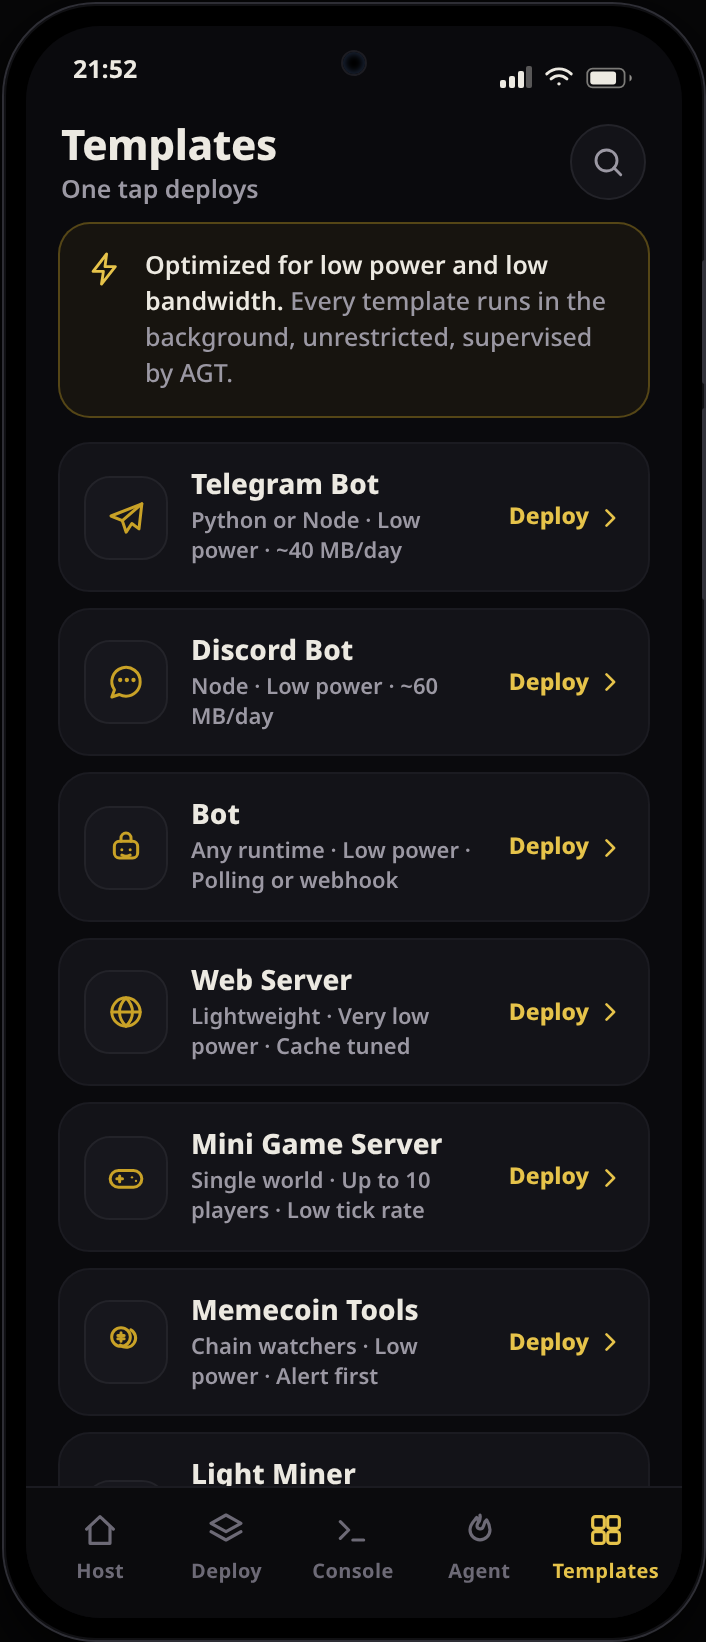 21:52
Templates
One tap deploys
Optimized for low power and low
bandwidth. Every template runs in the
background, unrestricted, supervised
by AGT.
Telegram Bot
Python or Node · Low
power · ~40 MB/day
Deploy
Discord Bot
Node · Low power · ~60
MB/day
Deploy
Bot
Any runtime · Low power ·
Polling or webhook
Deploy
Web Server
Lightweight · Very low
power · Cache tuned
Deploy
Mini Game Server
Single world · Up to 10
players · Low tick rate
Deploy
Memecoin Tools
Chain watchers · Low
power · Alert first
Deploy
Light Miner
Host
Deploy
Console
Agent
Templates